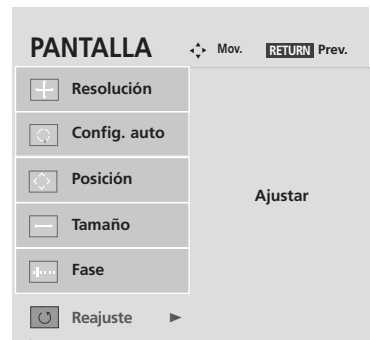 PANTALLA Mov. RETURN Prev.
Resolución
Config. auto
Posición
Ajustar
Tamaño
Fase
Reajuste